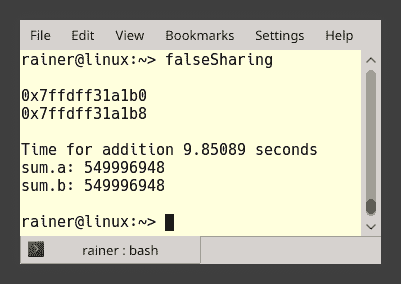 File Edit View Bookmarks Settings Help
rainer@linux:~> falseSharing
0x7ffdff31a1b0
0x7ffdff31a1b8
Time for addition 9.85089 seconds
sum.a: 549996948
sum.b: 549996948
rainer@linux:~>
rainer : bash